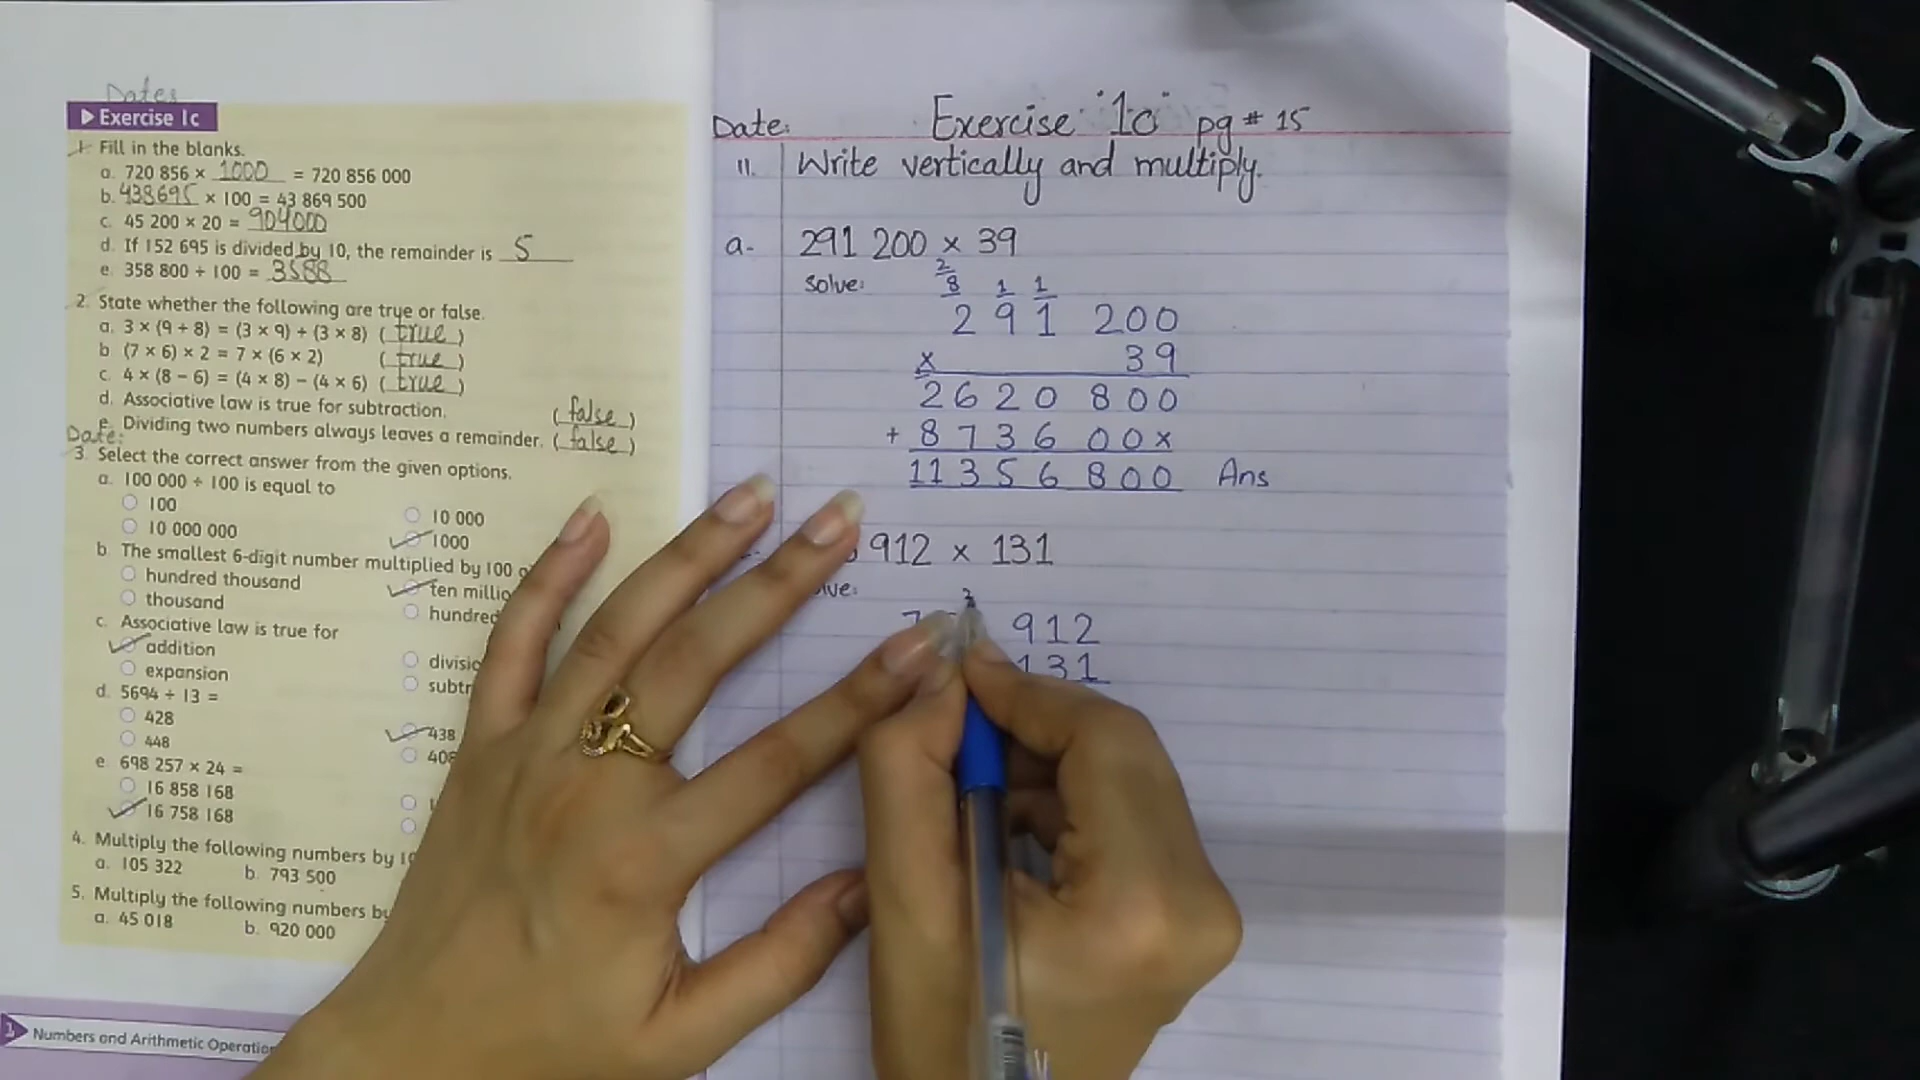 Dates
Exercise 1c
1. Fill in the blanks.
a. 720 856 × 1000 = 720 856 000
b. 438695 × 100 = 43 869 500
c. 45 200 × 20 = 904000
d. If 152 695 is divided by 10, the remainder is 5
e. 358 800 ÷ 100 = 3588
2. State whether the following are true or false.
a. 3 × (9 + 8) = (3 × 9) + (3 × 8) (true)
b (7 × 6) × 2 = 7 × (6 × 2) (true)
c. 4 × (8 − 6) = (4 × 8) − (4 × 6) (true)
d. Associative law is true for subtraction. (false)
e. Dividing two numbers always leaves a remainder. (false)
Date:
3. Select the correct answer from the given options.
a. 100 000 ÷ 100 is equal to
100 10 000
10 000 000 1000
b The smallest 6-digit number multiplied by 100
hundred thousand ten
thousand hundred
c. Associative law is true for
addition
expansion
d. 5694 ÷ 13 =
428 438
448
e. 698 257 × 24 =
16 858 168
16 758 168
4. Multiply the following numbers by
a. 105 322 b. 793 500
5. Multiply the following numbers by
a. 45 018 b. 920 000
1 Numbers and Arithmetic
Date: Exercise '1c' pg # 15
11. Write vertically and multiply.
a- 291 200 × 39
Solve:
2
8 1 1
2 9 1 200
× 39
2 6 2 0 8 0 0
+ 8 7 3 6 0 0 ×
11 3 5 6 8 0 0 Ans
912 × 131
912
131